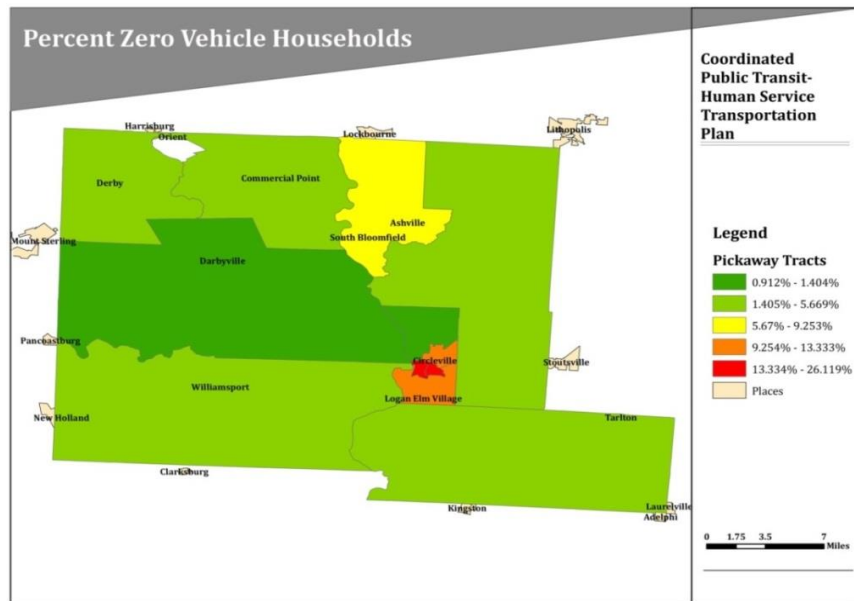 Percent Zero Vehicle Households
Coordinated
Public Transit-
Human Service
Transportation
Plan
Harrisburg
Orient
Lockbourne
Lithopolis
Derby
Commercial Point
Ashville
South Bloomfield
Mount Sterling
Darbyville
Pancoastburg
Circleville
Stoutsville
Williamsport
Logan Elm Village
New Holland
Tarlton
Clarksburg
Kingston
Laurelville
Adelphi
Legend
Pickaway Tracts
0.912% - 1.404%
1.405% - 5.669%
5.67% - 9.253%
9.254% - 13.333%
13.334% - 26.119%
Places
0 1.75 3.5 7
Miles